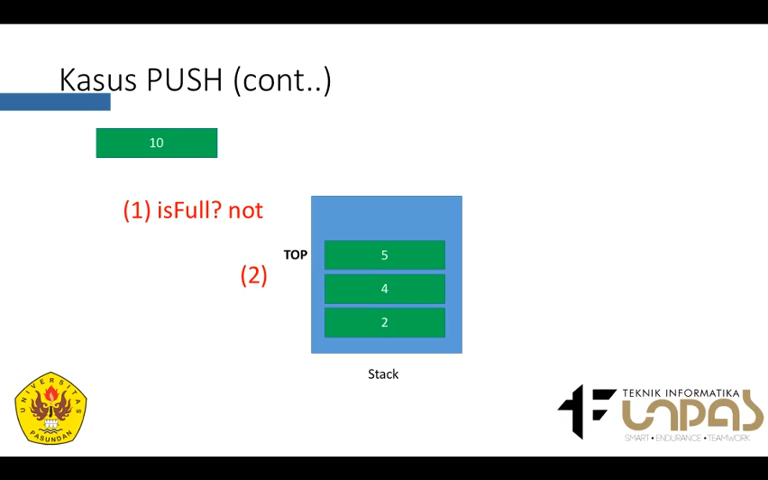 Kasus PUSH (cont..)
10
(1) isFull? not
TOP
5
(2)
4
2
Stack
UNIVERSITAS
PASUNDAN
TEKNIK INFORMATIKA
UNPAS
SMART • ENDURANCE • TEAMWORK